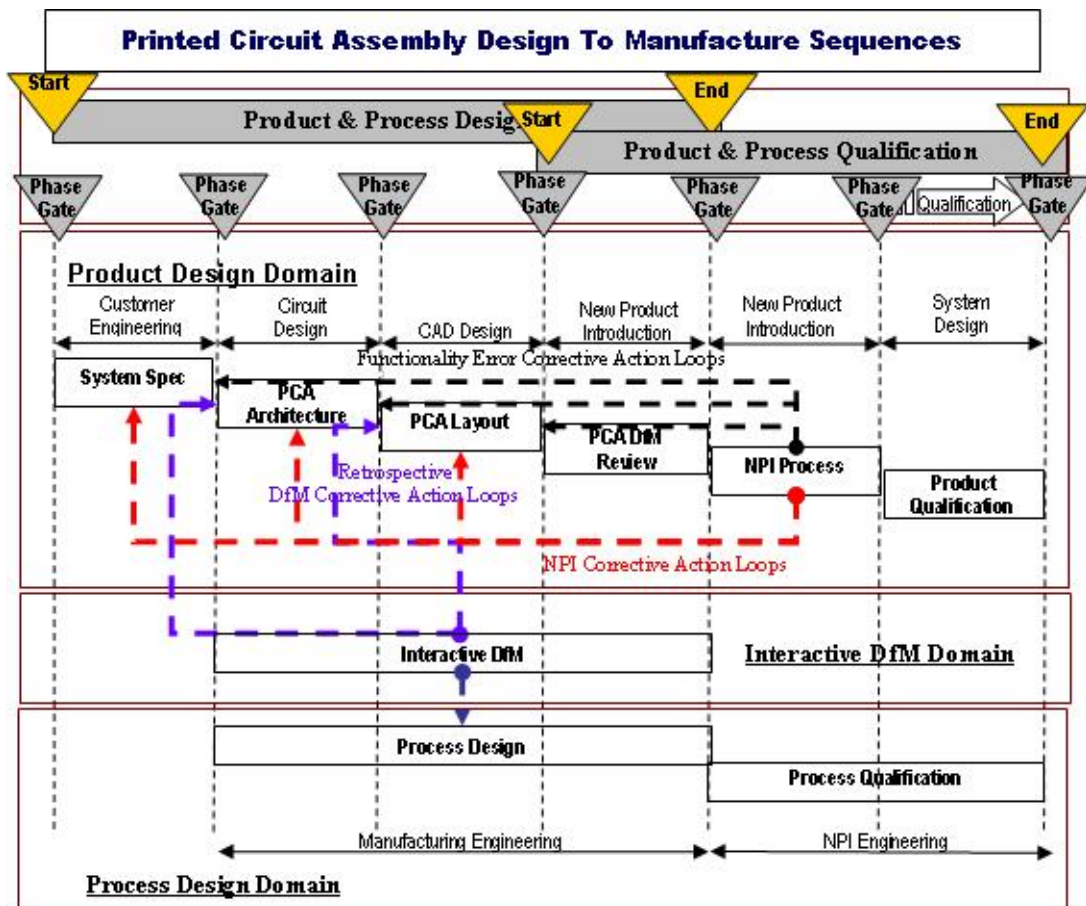 Printed Circuit Assembly Design To Manufacture Sequences
Start
End
Product & Process Design
Start
End
Product & Process Qualification
Phase
Gate
Phase
Gate
Phase
Gate
Phase
Gate
Phase
Gate
Phase
Gate
Qualification
Phase
Gate
Product Design Domain
Customer
Engineering
Circuit
Design
CAD Design
New Product
Introduction
New Product
Introduction
System
Design
Functionality Error Corrective Action Loops
System Spec
PCA
Architecture
PCA Layout
PCA DfM
Review
NPI Process
Product
Qualification
Retrospective
DfM Corrective Action Loops
NPI Corrective Action Loops
Interactive DfM
Interactive DfM Domain
Process Design
Process Qualification
Manufacturing Engineering
NPI Engineering
Process Design Domain